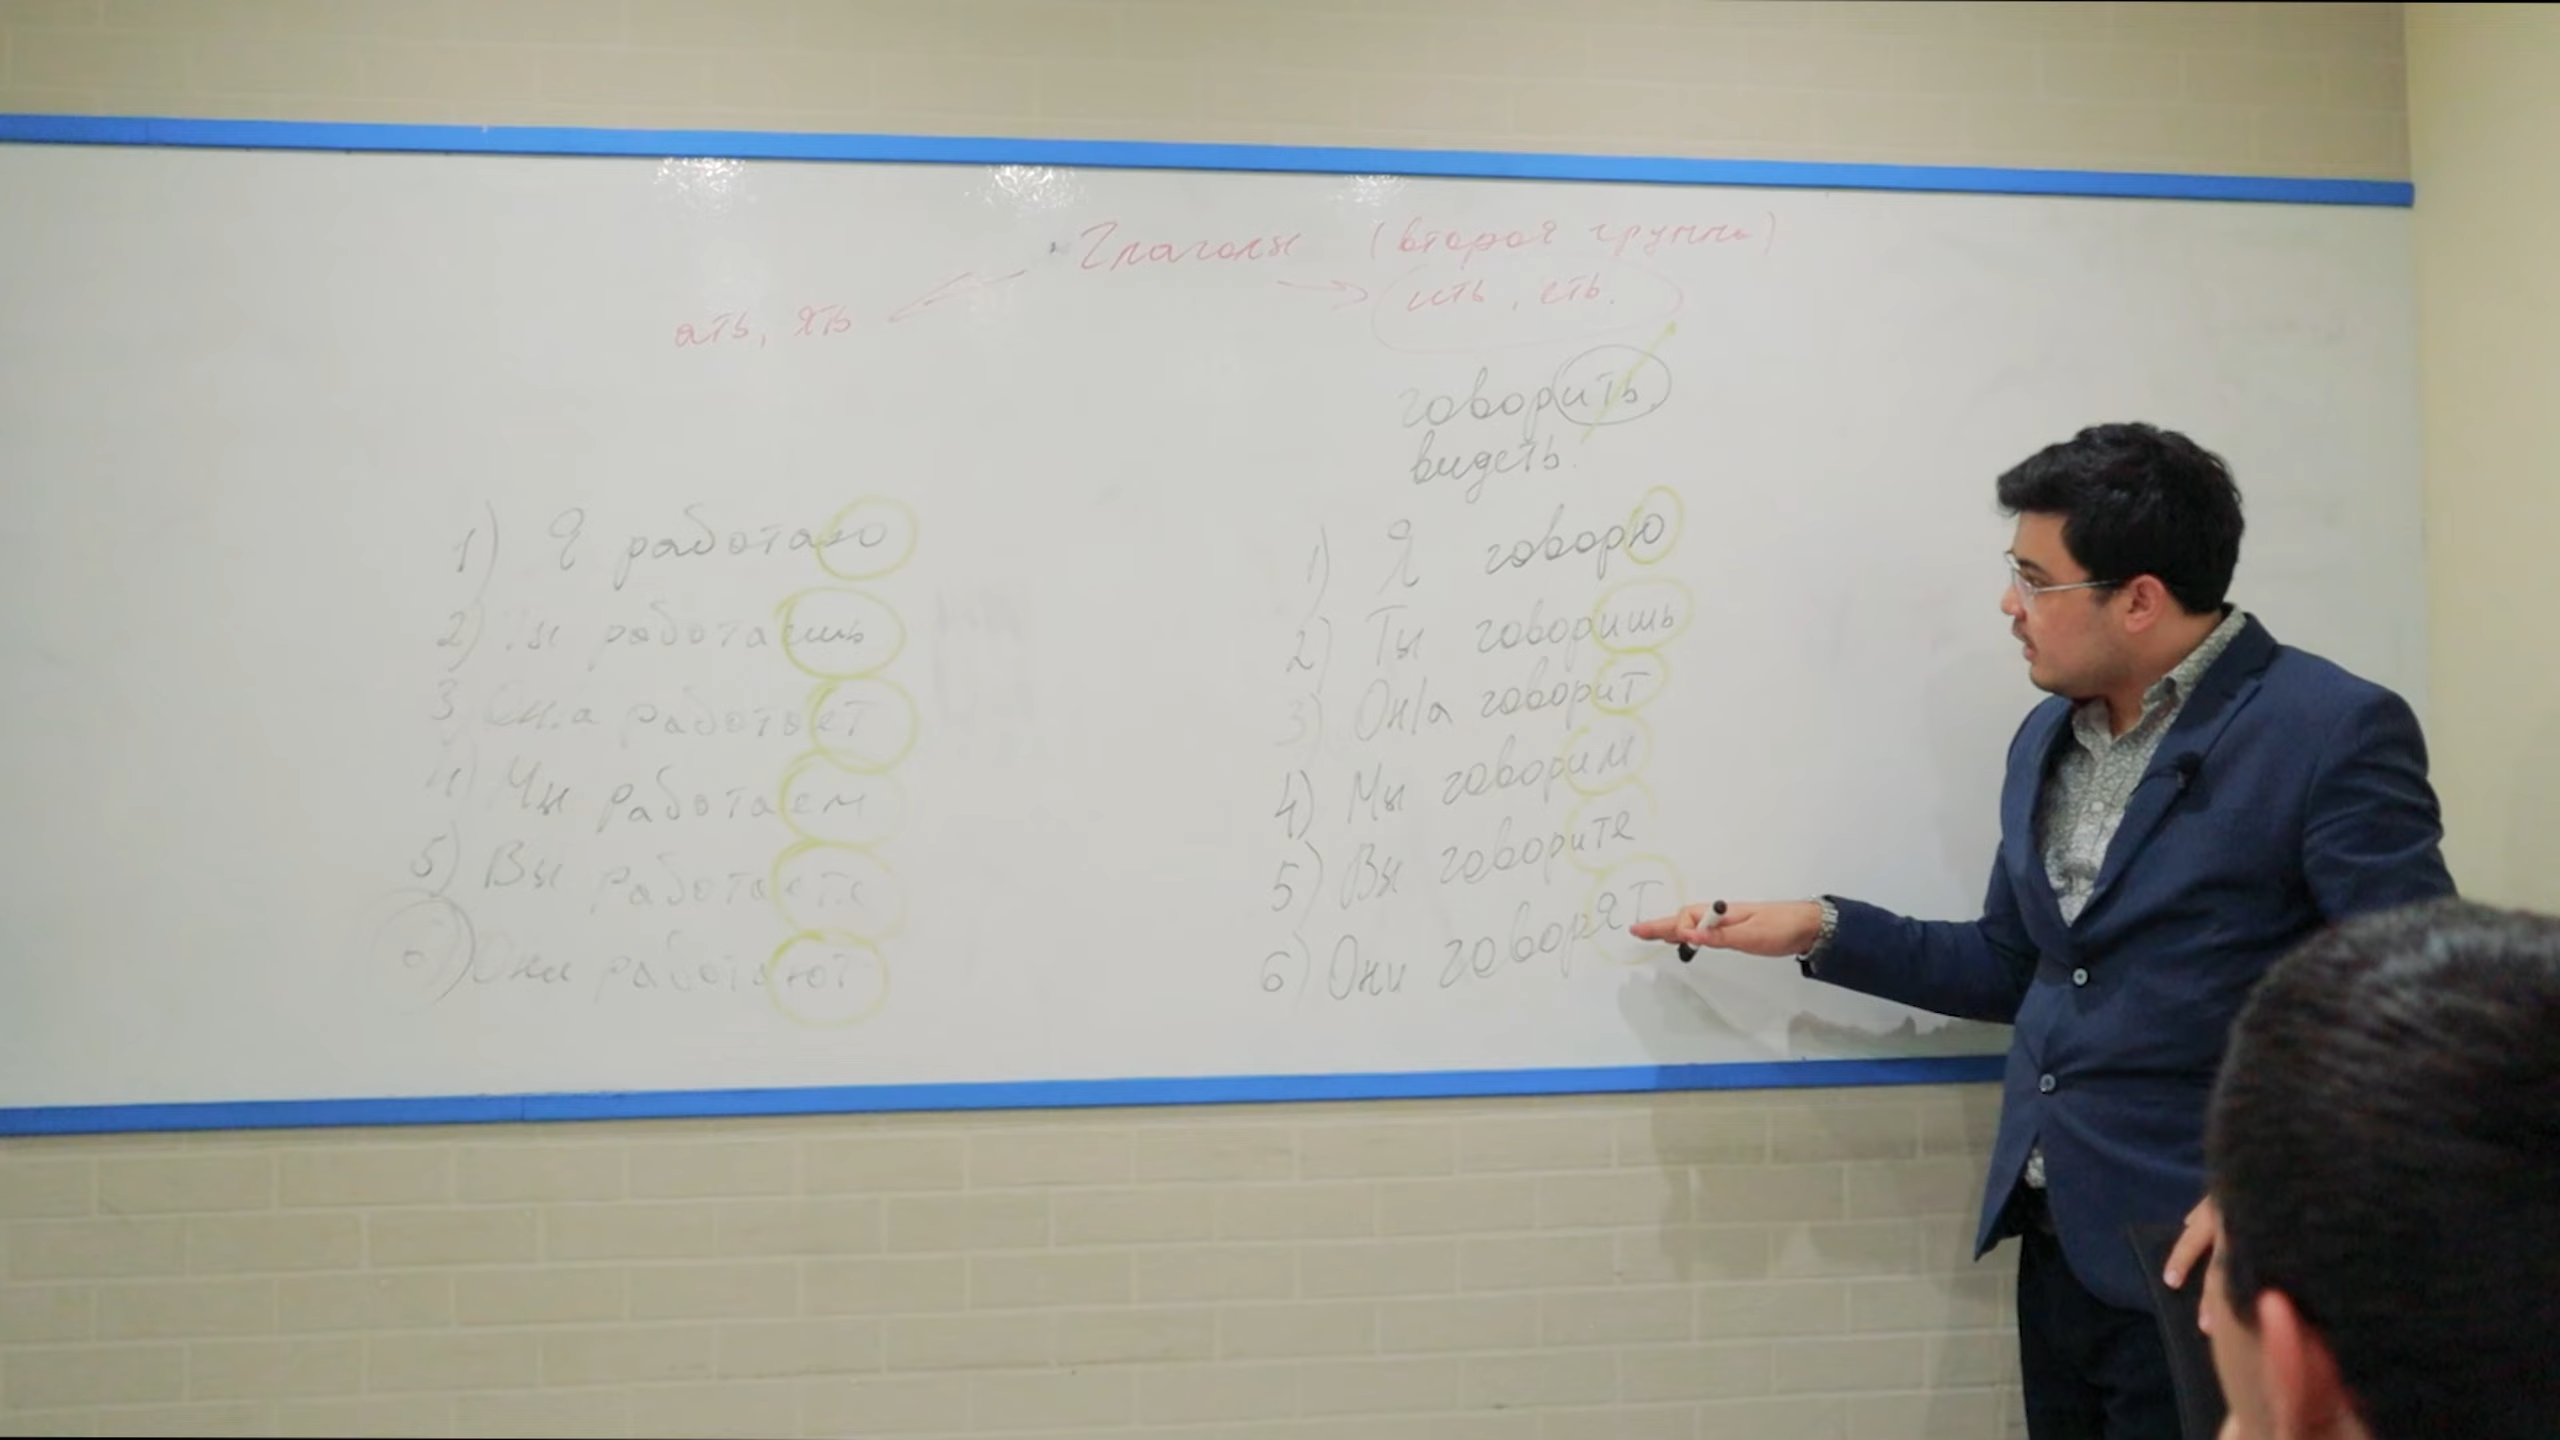 Глаголы (вторая группа)
ать, ять
ить, еть.
говорить
видеть.
1) Я работаю
2) Ты работаешь
3) Он/а работает
4) Мы работаем
5) Вы работаете
6) Они работают
1) Я говорю
2) Ты говоришь
3) Он/а говорит
4) Мы говорим
5) Вы говорите
6) Они говорят